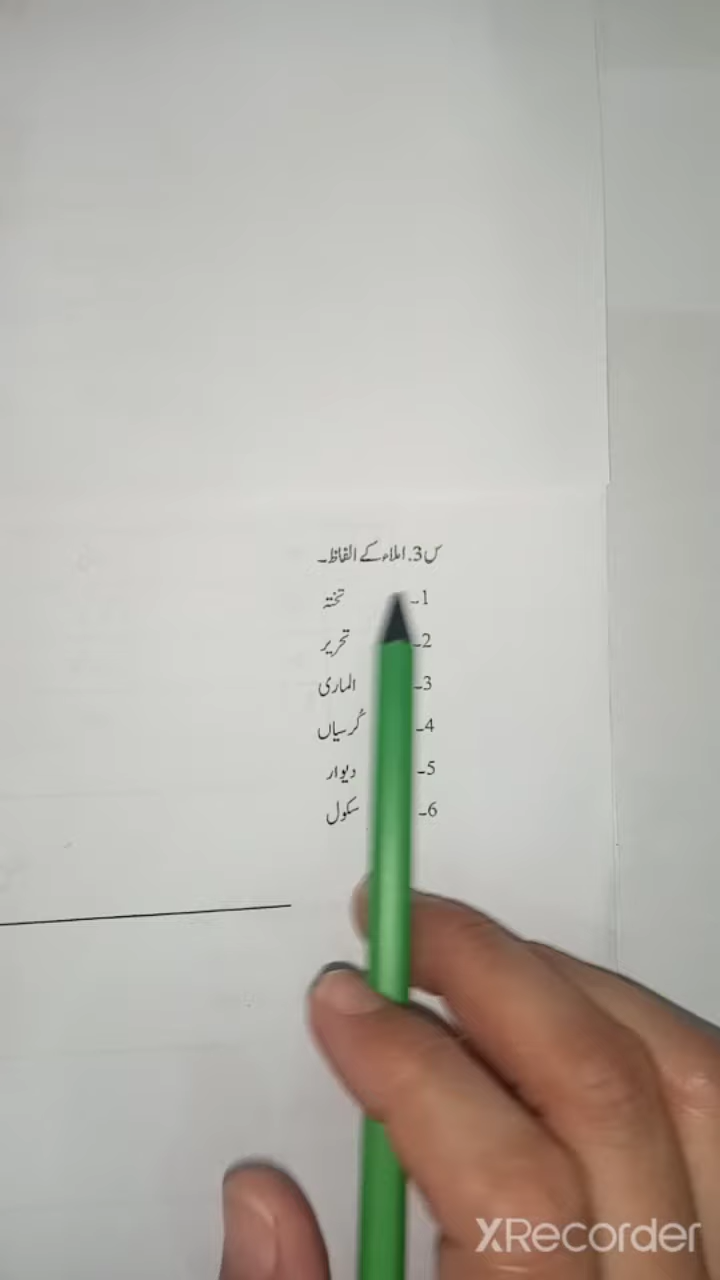 س3. املاء کے الفاظ۔
1۔ تختہ
2۔ تحریر
3۔ الماری
4۔ کُرسیاں
5۔ دیوار
6۔ سکول
XRecorder